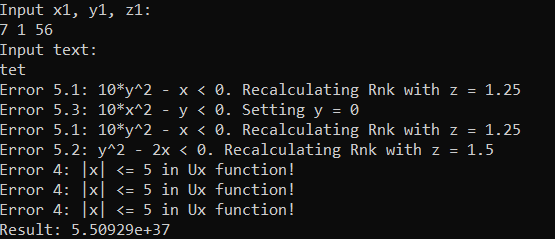 Input x1, y1, z1:
7 1 56
Input text:
tet
Error 5.1: 10*y^2 - x < 0. Recalculating Rnk with z = 1.25
Error 5.3: 10*x^2 - y < 0. Setting y = 0
Error 5.1: 10*y^2 - x < 0. Recalculating Rnk with z = 1.25
Error 5.2: y^2 - 2x < 0. Recalculating Rnk with z = 1.5
Error 4: |x| <= 5 in Ux function!
Error 4: |x| <= 5 in Ux function!
Error 4: |x| <= 5 in Ux function!
Result: 5.50929e+37